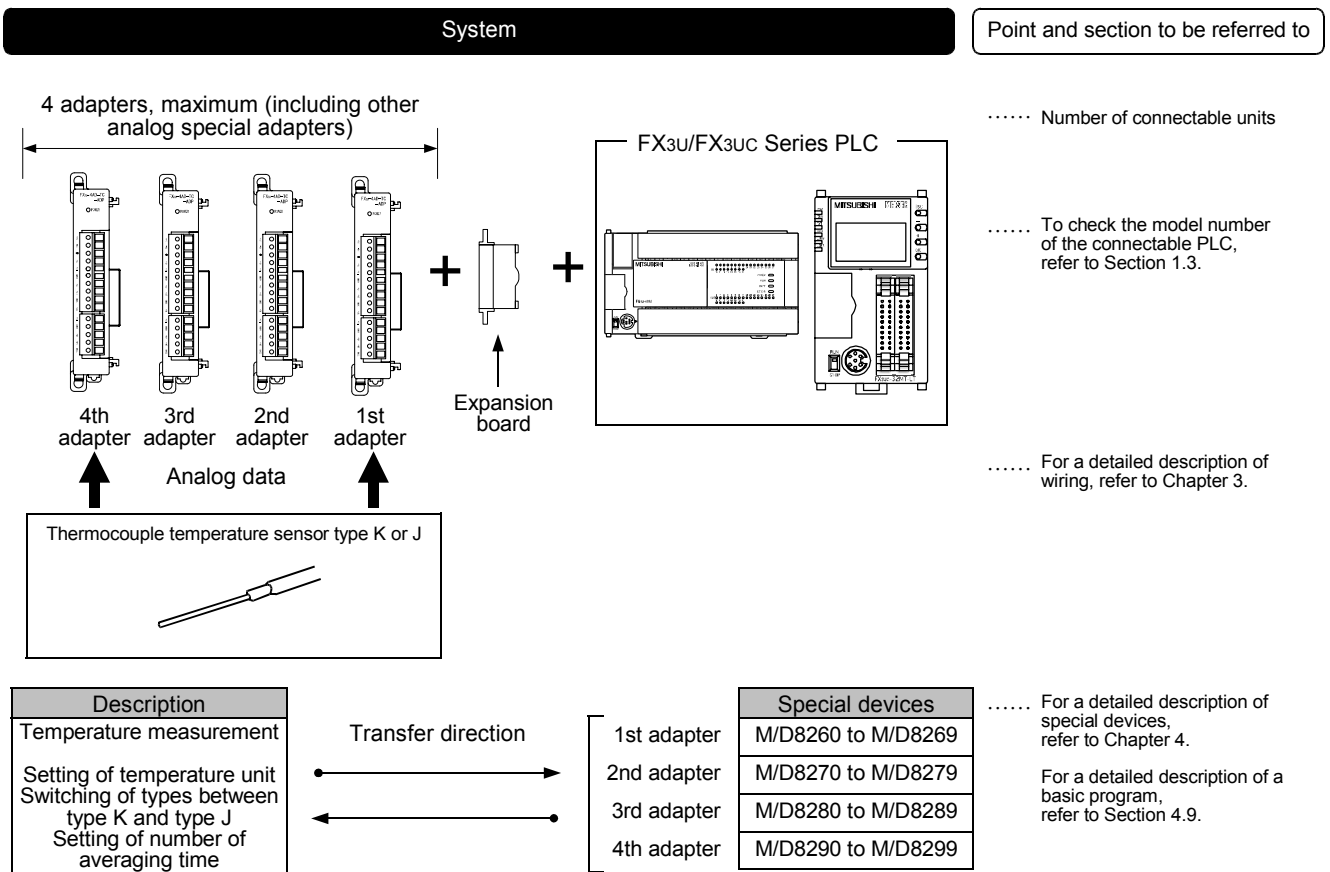 System
Point and section to be referred to
4 adapters, maximum (including other
analog special adapters)
FX3U/FX3UC Series PLC
MITSUBISHI
MITSUBISHI
4th
adapter
3rd
adapter
2nd
adapter
1st
adapter
Expansion
board
Analog data
Thermocouple temperature sensor type K or J
...... Number of connectable units
...... To check the model number
of the connectable PLC,
refer to Section 1.3.
...... For a detailed description of
wiring, refer to Chapter 3.
Description
Temperature measurement
Setting of temperature unit
Switching of types between
type K and type J
Setting of number of
averaging time
Transfer direction
Special devices
1st adapter M/D8260 to M/D8269
2nd adapter M/D8270 to M/D8279
3rd adapter M/D8280 to M/D8289
4th adapter M/D8290 to M/D8299
...... For a detailed description of
special devices,
refer to Chapter 4.
For a detailed description of a
basic program,
refer to Section 4.9.